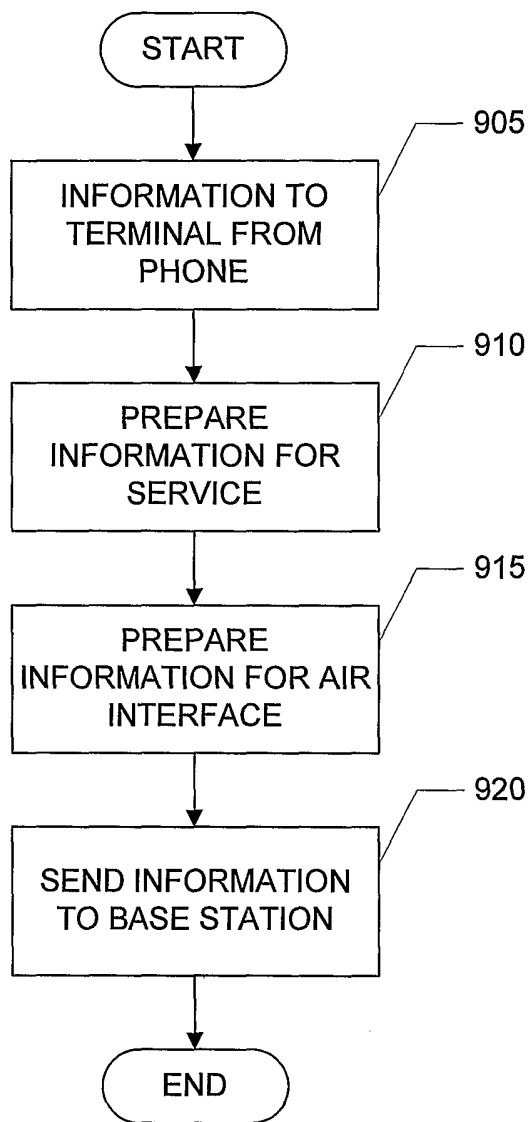 START
905
INFORMATION TO
TERMINAL FROM
PHONE
910
PREPARE
INFORMATION FOR
SERVICE
915
PREPARE
INFORMATION FOR AIR
INTERFACE
920
SEND INFORMATION
TO BASE STATION
END